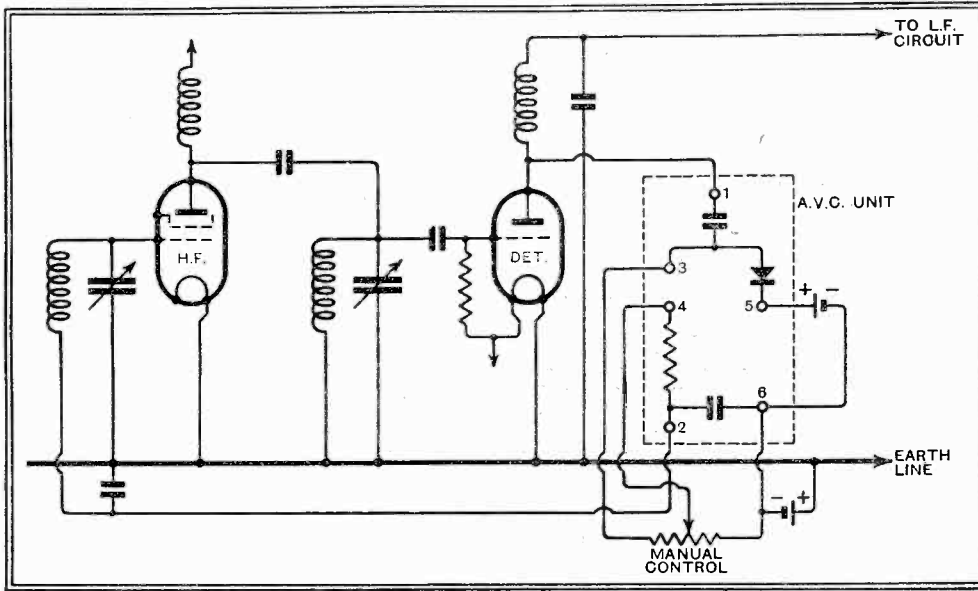 TO L.F.
CIRCUIT
A.V.C. UNIT
H.F.
DET.
1
3
4
5
+ -
6
2
EARTH
LINE
- +
MANUAL
CONTROL